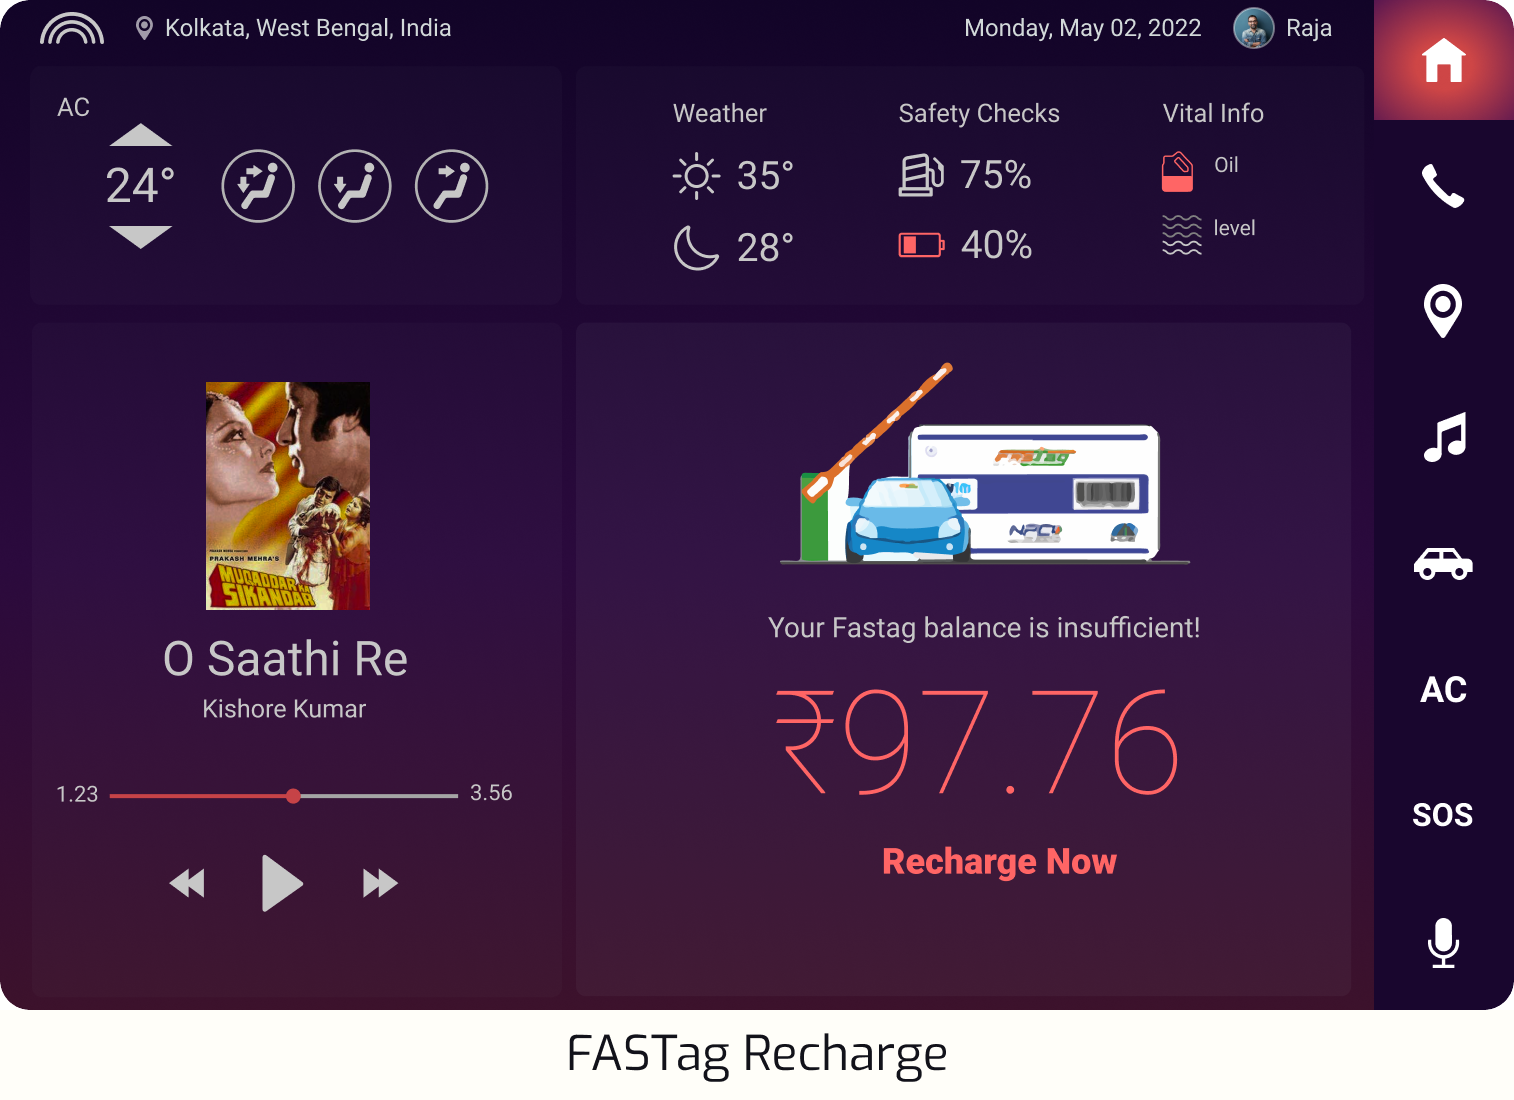 Kolkata, West Bengal, India
Monday, May 02, 2022
Raja
AC
24°
Weather
35°
28°
Safety Checks
75%
40%
Vital Info
Oil
level
PRAKASH MEHRA'S
MUQADDAR KA
SIKANDAR
O Saathi Re
Kishore Kumar
1.23
3.56
NPCI
Your Fastag balance is insufficient!
₹97.76
Recharge Now
AC
SOS
FASTag Recharge